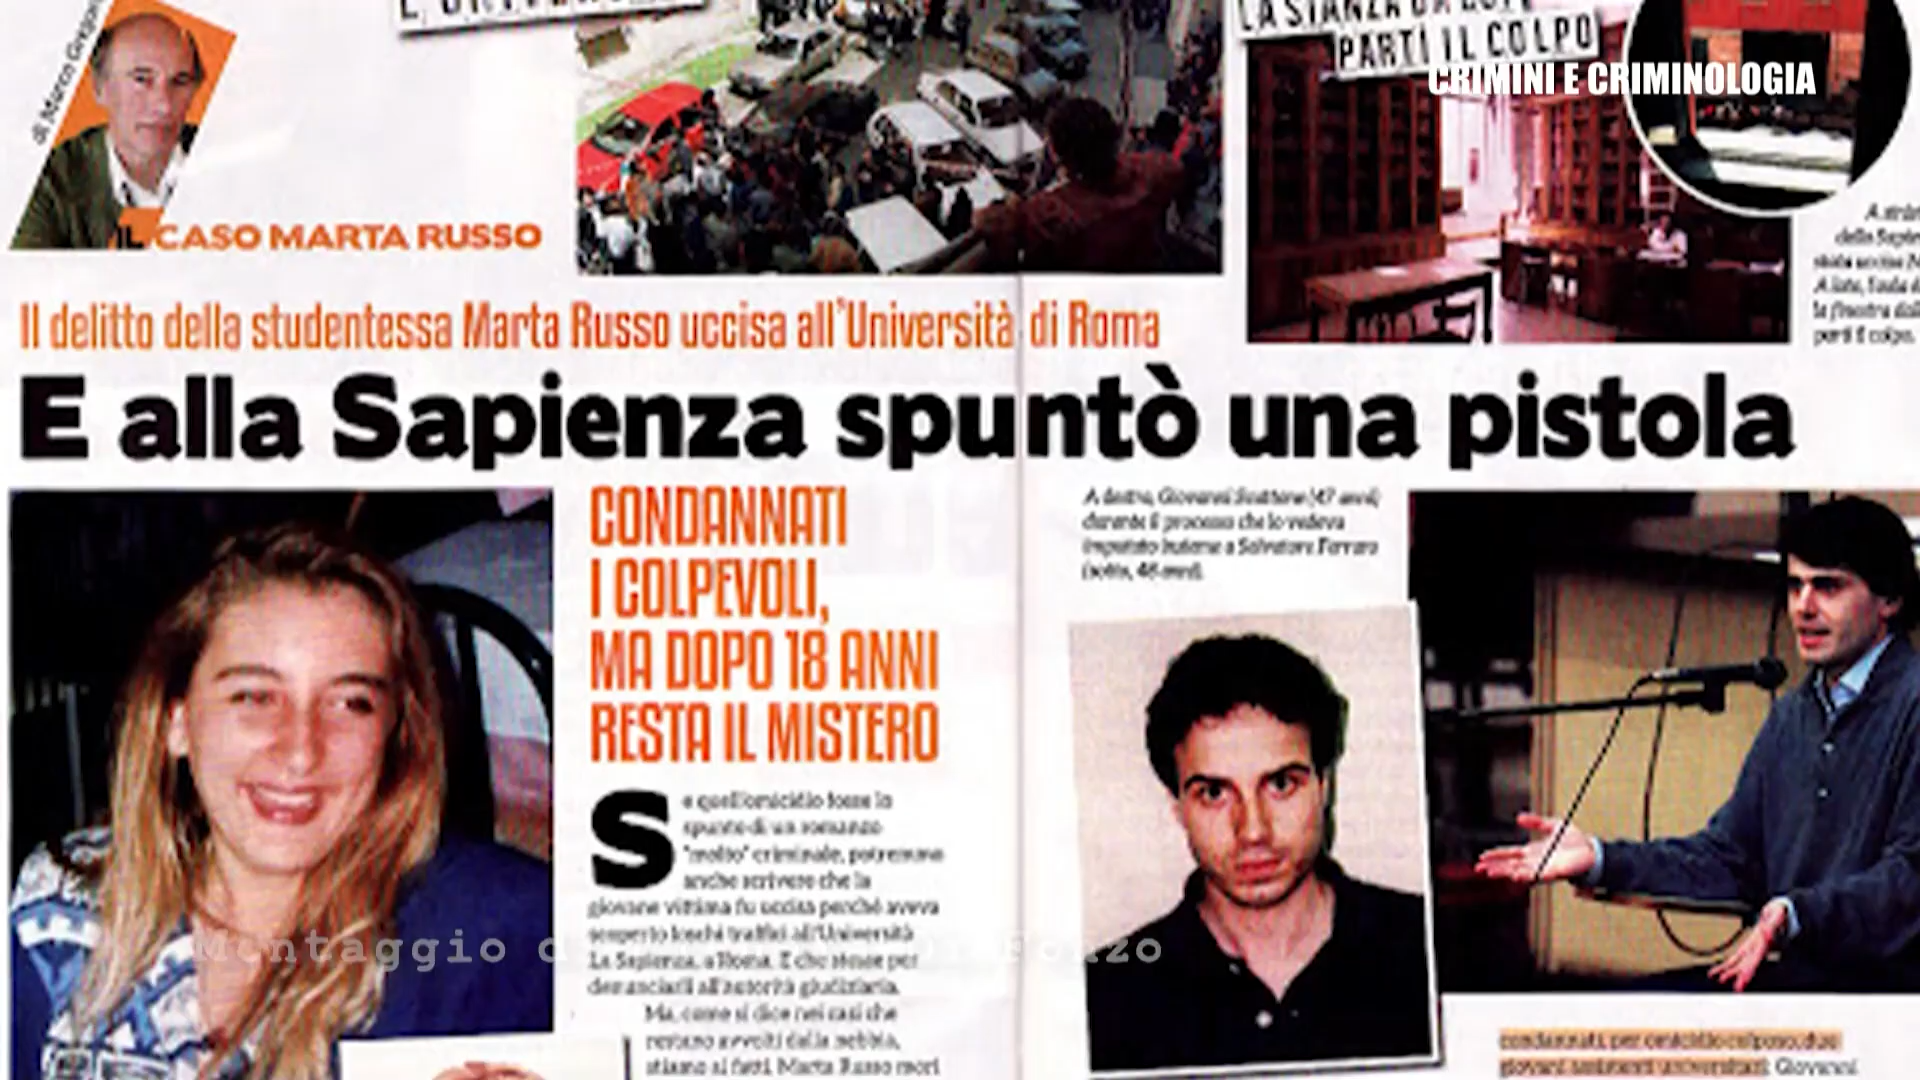 LA STANZA DA CUI
PARTÌ IL COLPO
CRIMINI E CRIMINOLOGIA
di Marco
IL CASO MARTA RUSSO
Il delitto della studentessa Marta Russo uccisa all'Università di Roma
E alla Sapienza spuntò una pistola
CONDANNATI
I COLPEVOLI,
MA DOPO 18 ANNI
RESTA IL MISTERO
Se quell'omicidio fosse lo
spunto di un romanzo
"molto" criminale, potremmo
anche scrivere che la
giovane vittima fu uccisa perché aveva
scoperto loschi traffici all'Università
La Sapienza, a Roma. E che stesse per
denunciarli all'autorità giudiziaria.
Ma, come si dice nei casi che
restano avvolti dalla nebbia,
stiamo ai fatti. Marta Russo morì
A destra, Giovanni Scattone (47 anni)
durante il processo che lo vedeva
imputato insieme a Salvatore Ferraro
(sotto, 48 anni).
Montaggio
condannati, per omicidio colposo, due
giovani assistenti universitari: Giovanni